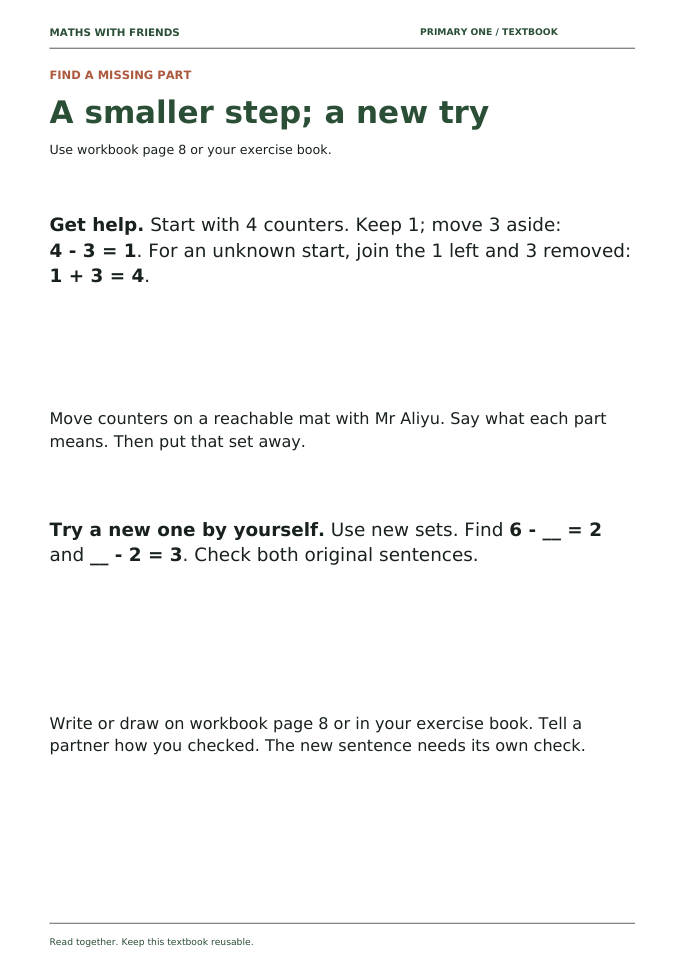 MATHS WITH FRIENDS
PRIMARY ONE / TEXTBOOK
FIND A MISSING PART
A smaller step; a new try
Use workbook page 8 or your exercise book.
Get help. Start with 4 counters. Keep 1; move 3 aside:
4 - 3 = 1. For an unknown start, join the 1 left and 3 removed:
1 + 3 = 4.
Move counters on a reachable mat with Mr Aliyu. Say what each part
means. Then put that set away.
Try a new one by yourself. Use new sets. Find 6 - __ = 2
and __ - 2 = 3. Check both original sentences.
Write or draw on workbook page 8 or in your exercise book. Tell a
partner how you checked. The new sentence needs its own check.
Read together. Keep this textbook reusable.